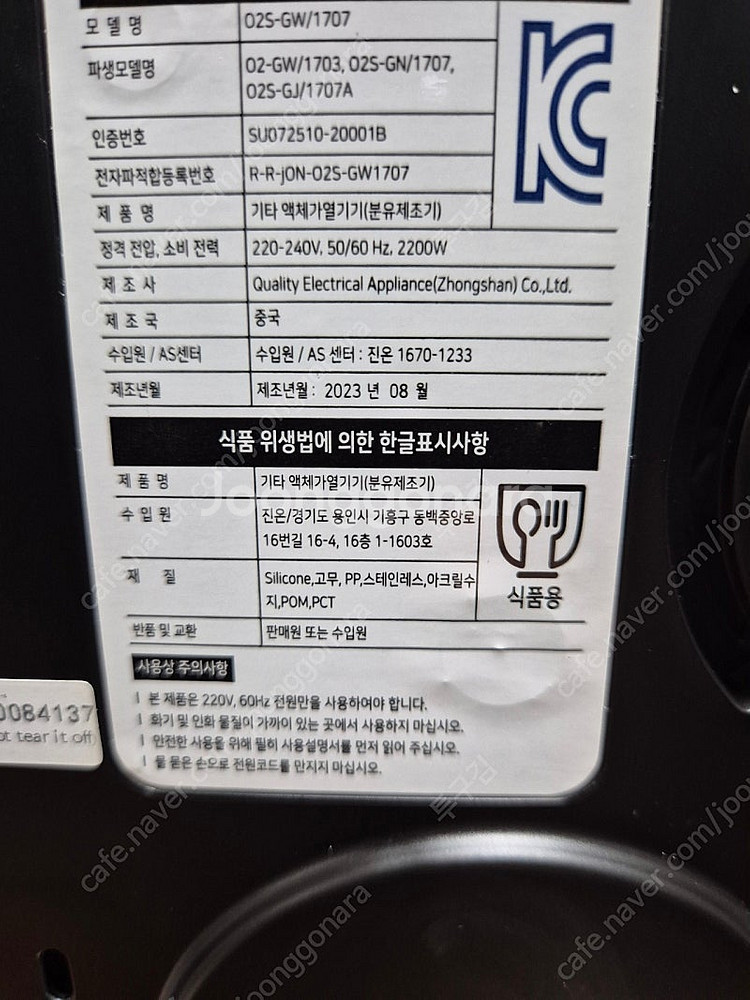 모 델 명 O2S-GW/1707
파생모델명 O2-GW/1703, O2S-GN/1707,
O2S-GJ/1707A
인증번호 SU072510-20001B
전자파적합등록번호 R-R-jON-O2S-GW1707
제 품 명 기타 액체가열기기(분유제조기)
정격 전압, 소비 전력 220-240V, 50/60 Hz, 2200W
제 조 사 Quality Electrical Appliance(Zhongshan) Co.,Ltd.
제 조 국 중국
수입원 / AS센터 수입원 / AS 센터 : 진온 1670-1233
제조년월 제조년월 : 2023 년 08 월
식품 위생법에 의한 한글표시사항
제 품 명 기타 액체가열기기(분유제조기)
수 입 원 진온/경기도 용인시 기흥구 동백중앙로
16번길 16-4, 16층 1-1603호
재 질 Silicone,고무, PP,스테인레스,아크릴수
지,POM,PCT
식품용
반품 및 교환 판매원 또는 수입원
사용상 주의사항
본 제품은 220V, 60Hz 전원만을 사용하여야 합니다.
화기 및 인화 물질이 가까이 있는 곳에서 사용하지 마십시오.
안전한 사용을 위해 필히 사용설명서를 먼저 읽어 주십시오.
물 묻은 손으로 전원코드를 만지지 마십시오.
0084137
ot tear it off
Joonggonara
cafe.naver.com/joonggonara
투구김